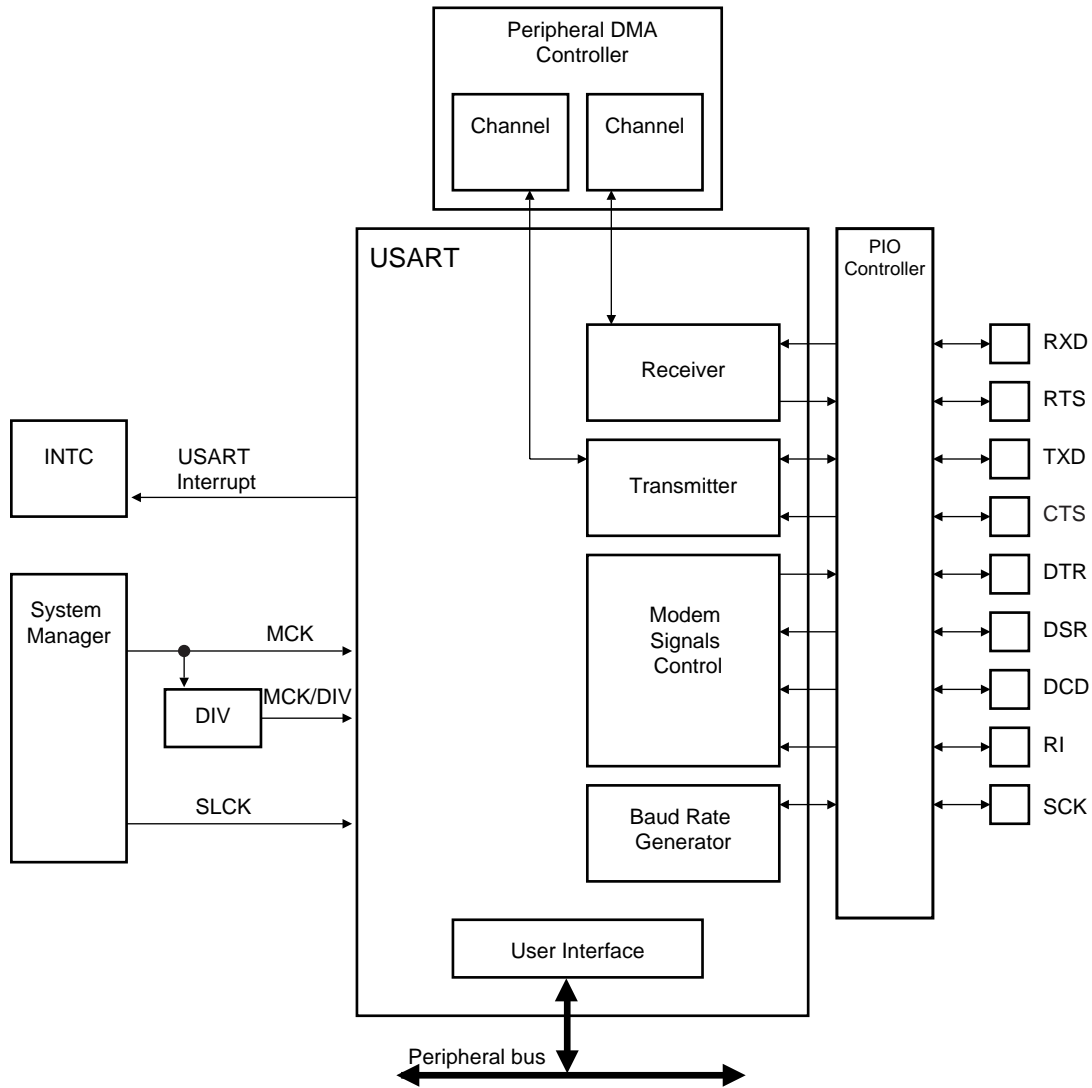 Peripheral DMA
Controller
Channel
Channel
USART
PIO
Controller
Receiver
RXD
RTS
INTC
USART
Interrupt
Transmitter
TXD
CTS
System
Manager
MCK
DIV
MCK/DIV
SLCK
Modem
Signals
Control
DTR
DSR
DCD
RI
Baud Rate
Generator
SCK
User Interface
Peripheral bus